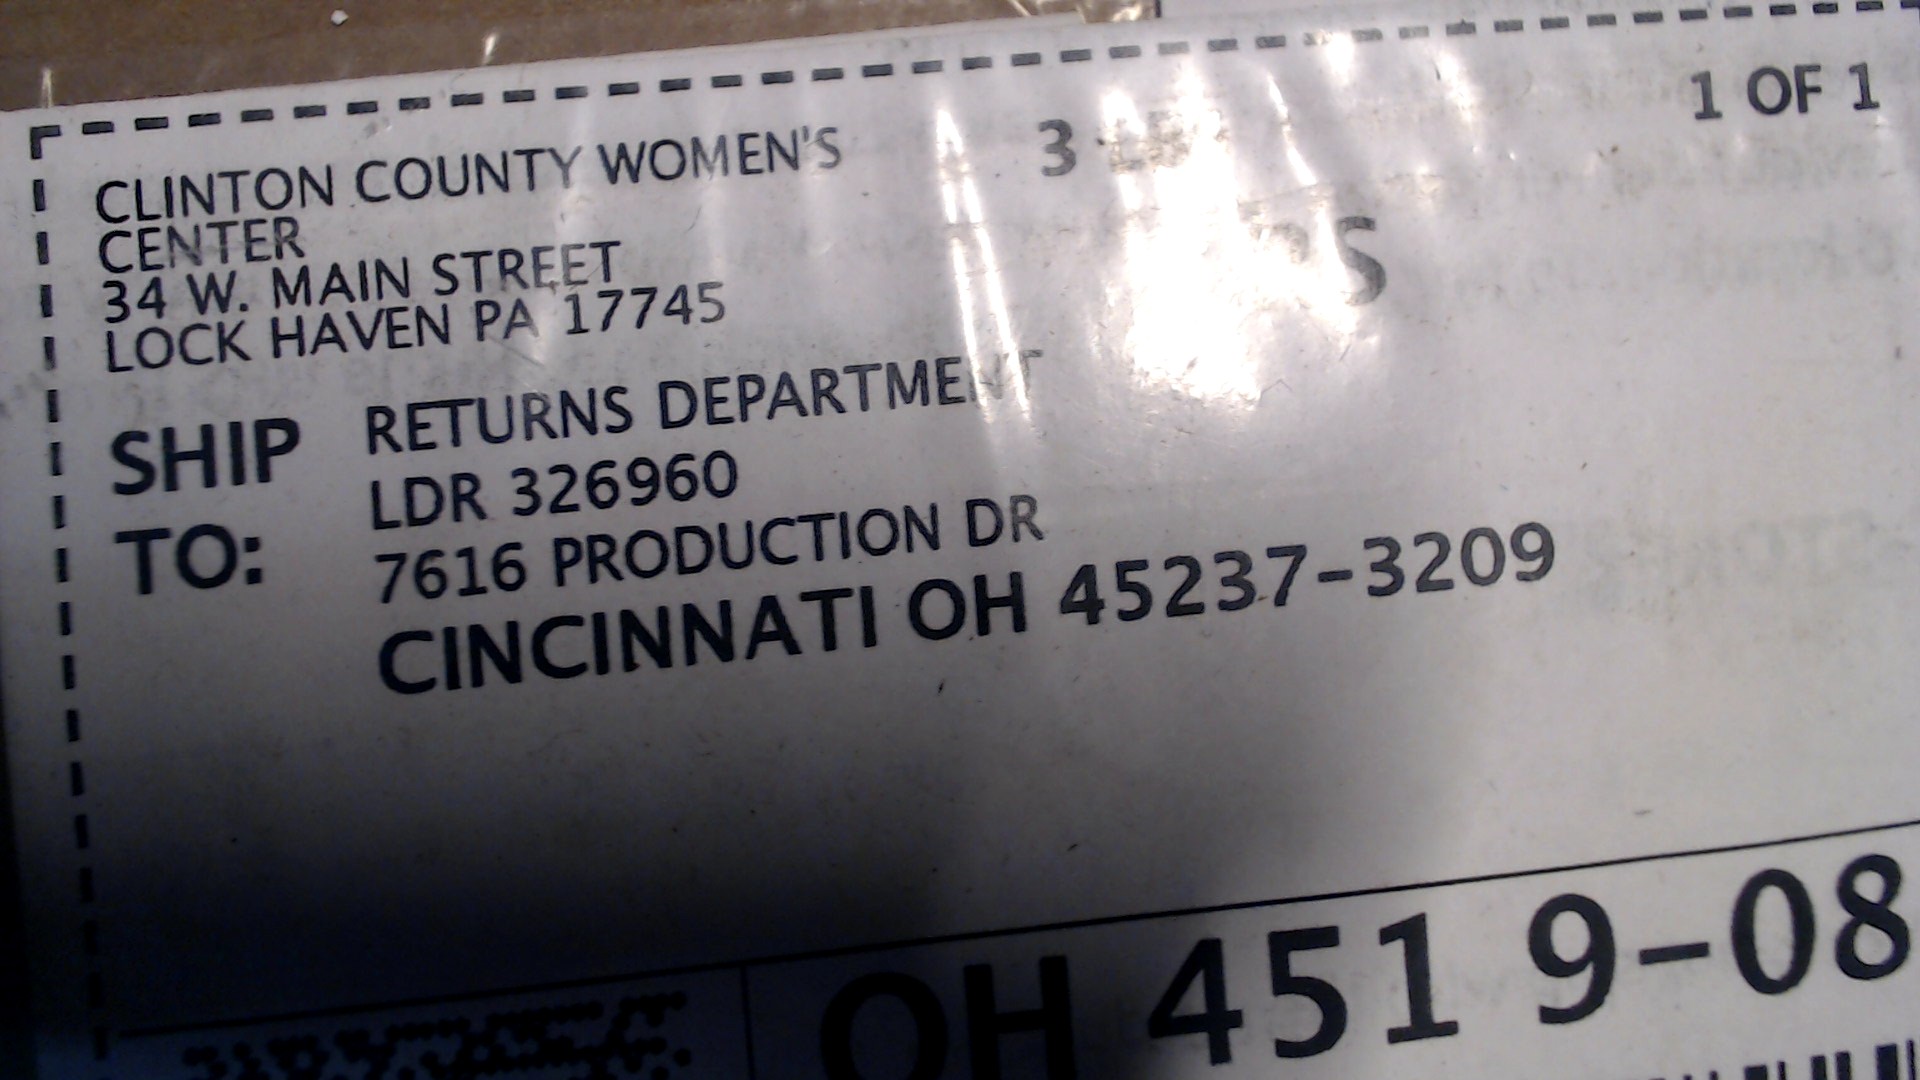 CLINTON COUNTY WOMEN'S
CENTER
34 W. MAIN STREET
LOCK HAVEN PA 17745
3
1 OF 1
SHIP TO:
RETURNS DEPARTMENT
LDR 326960
7616 PRODUCTION DR
CINCINNATI OH 45237-3209
OH 451 9-08